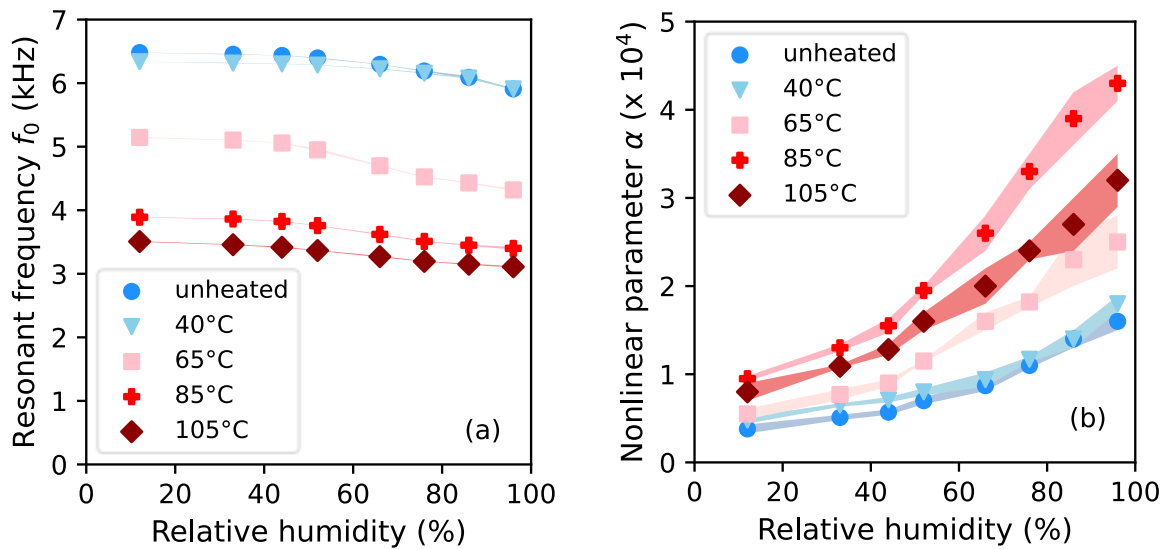 7
6
5
4
3
2
1
0
Resonant frequency f₀ (kHz)
unheated
40°C
65°C
85°C
105°C
(a)
0 20 40 60 80 100
Relative humidity (%)
5
4
3
2
1
0
Nonlinear parameter α (x 10⁴)
unheated
40°C
65°C
85°C
105°C
(b)
0 20 40 60 80 100
Relative humidity (%)